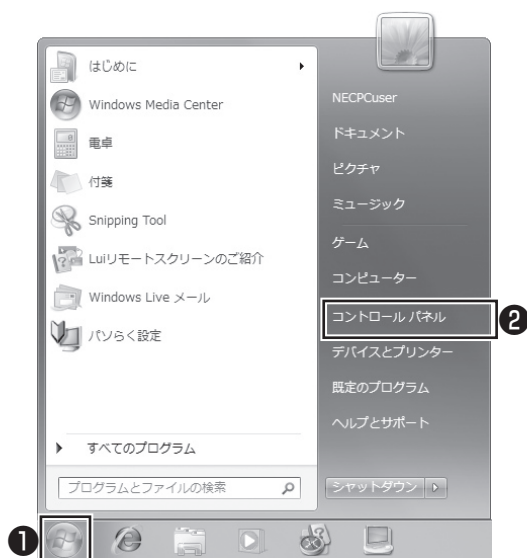 はじめに
Windows Media Center
電卓
付箋
Snipping Tool
Luiリモートスクリーンのご紹介
Windows Live メール
パソらく設定
すべてのプログラム
プログラムとファイルの検索
NECPCuser
ドキュメント
ピクチャ
ミュージック
ゲーム
コンピューター
コントロール パネル
❷
デバイスとプリンター
既定のプログラム
ヘルプとサポート
シャットダウン
❶